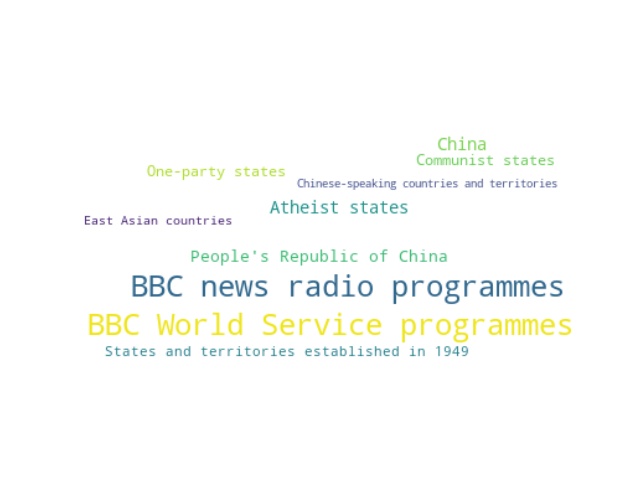 China
Communist states
One-party states
Chinese-speaking countries and territories
Atheist states
East Asian countries
People's Republic of China
BBC news radio programmes
BBC World Service programmes
States and territories established in 1949